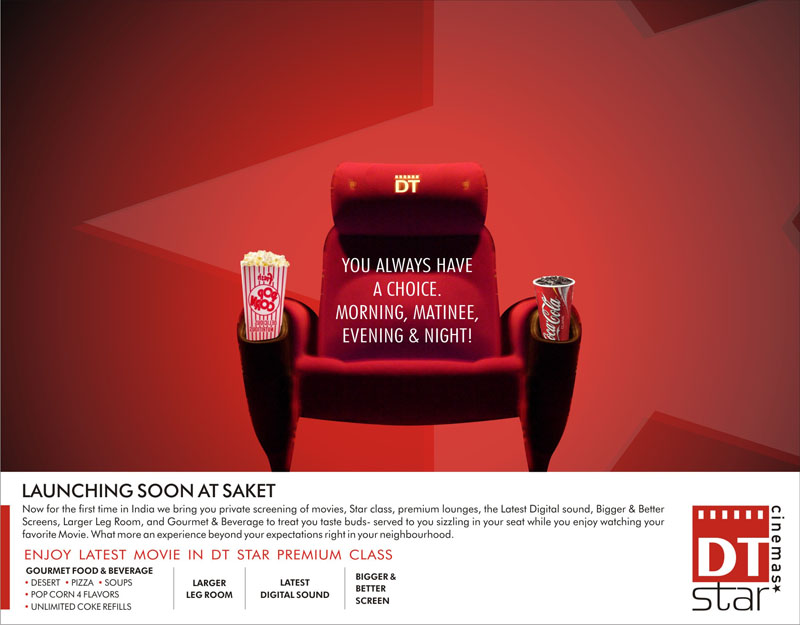 DT
YOU ALWAYS HAVE
A CHOICE.
MORNING, MATINEE,
EVENING & NIGHT!
Coca-Cola
LAUNCHING SOON AT SAKET
Now for the first time in India we bring you private screening of movies, Star class, premium lounges, the Latest Digital sound, Bigger & Better
Screens, Larger Leg Room, and Gourmet & Beverage to treat you taste buds- served to you sizzling in your seat while you enjoy watching your
favorite Movie. What more an experience beyond your expectations right in your neighbourhood.
ENJOY LATEST MOVIE IN DT STAR PREMIUM CLASS
GOURMET FOOD & BEVERAGE
• DESERT • PIZZA • SOUPS
• POP CORN 4 FLAVORS
• UNLIMITED COKE REFILLS
LARGER
LEG ROOM
LATEST
DIGITAL SOUND
BIGGER &
BETTER
SCREEN
DT
star
cinemas